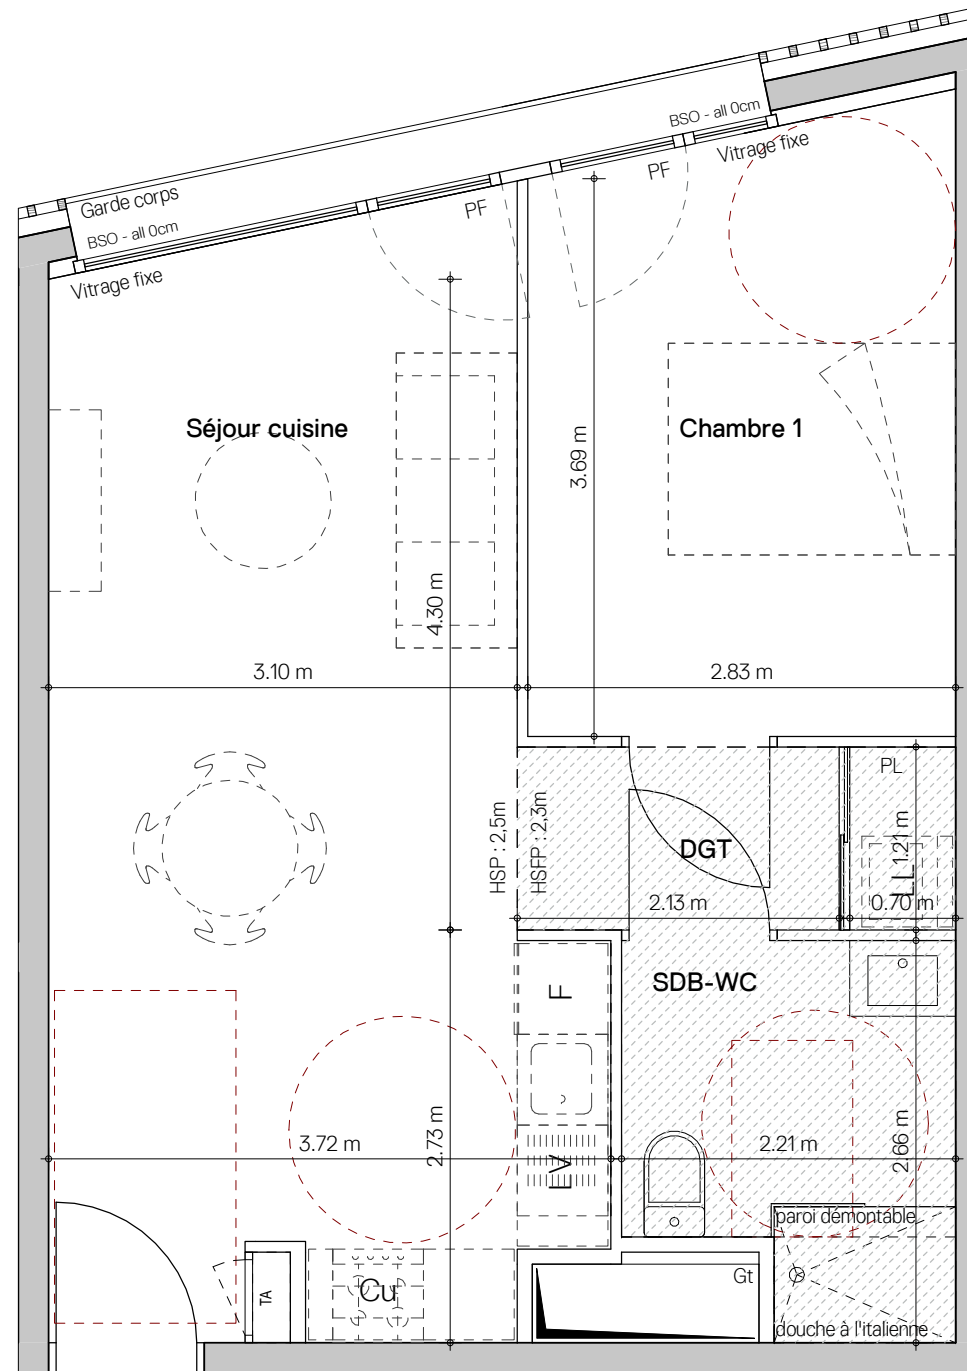 BSO - all 0cm
Vitrage fixe
PF
Garde corps
PF
BSO - all 0cm
Vitrage fixe
Séjour cuisine
Chambre 1
3.69 m
4.30 m
3.10 m
2.83 m
PL
HSP : 2,5m
HSFP : 2,3m
DGT
1.21 m
LL
2.13 m
0.70 m
F
SDB-WC
3.72 m
2.73 m
LV
2.21 m
2.66 m
paroi démontable
Gt
TA
Cu
douche à l'italienne